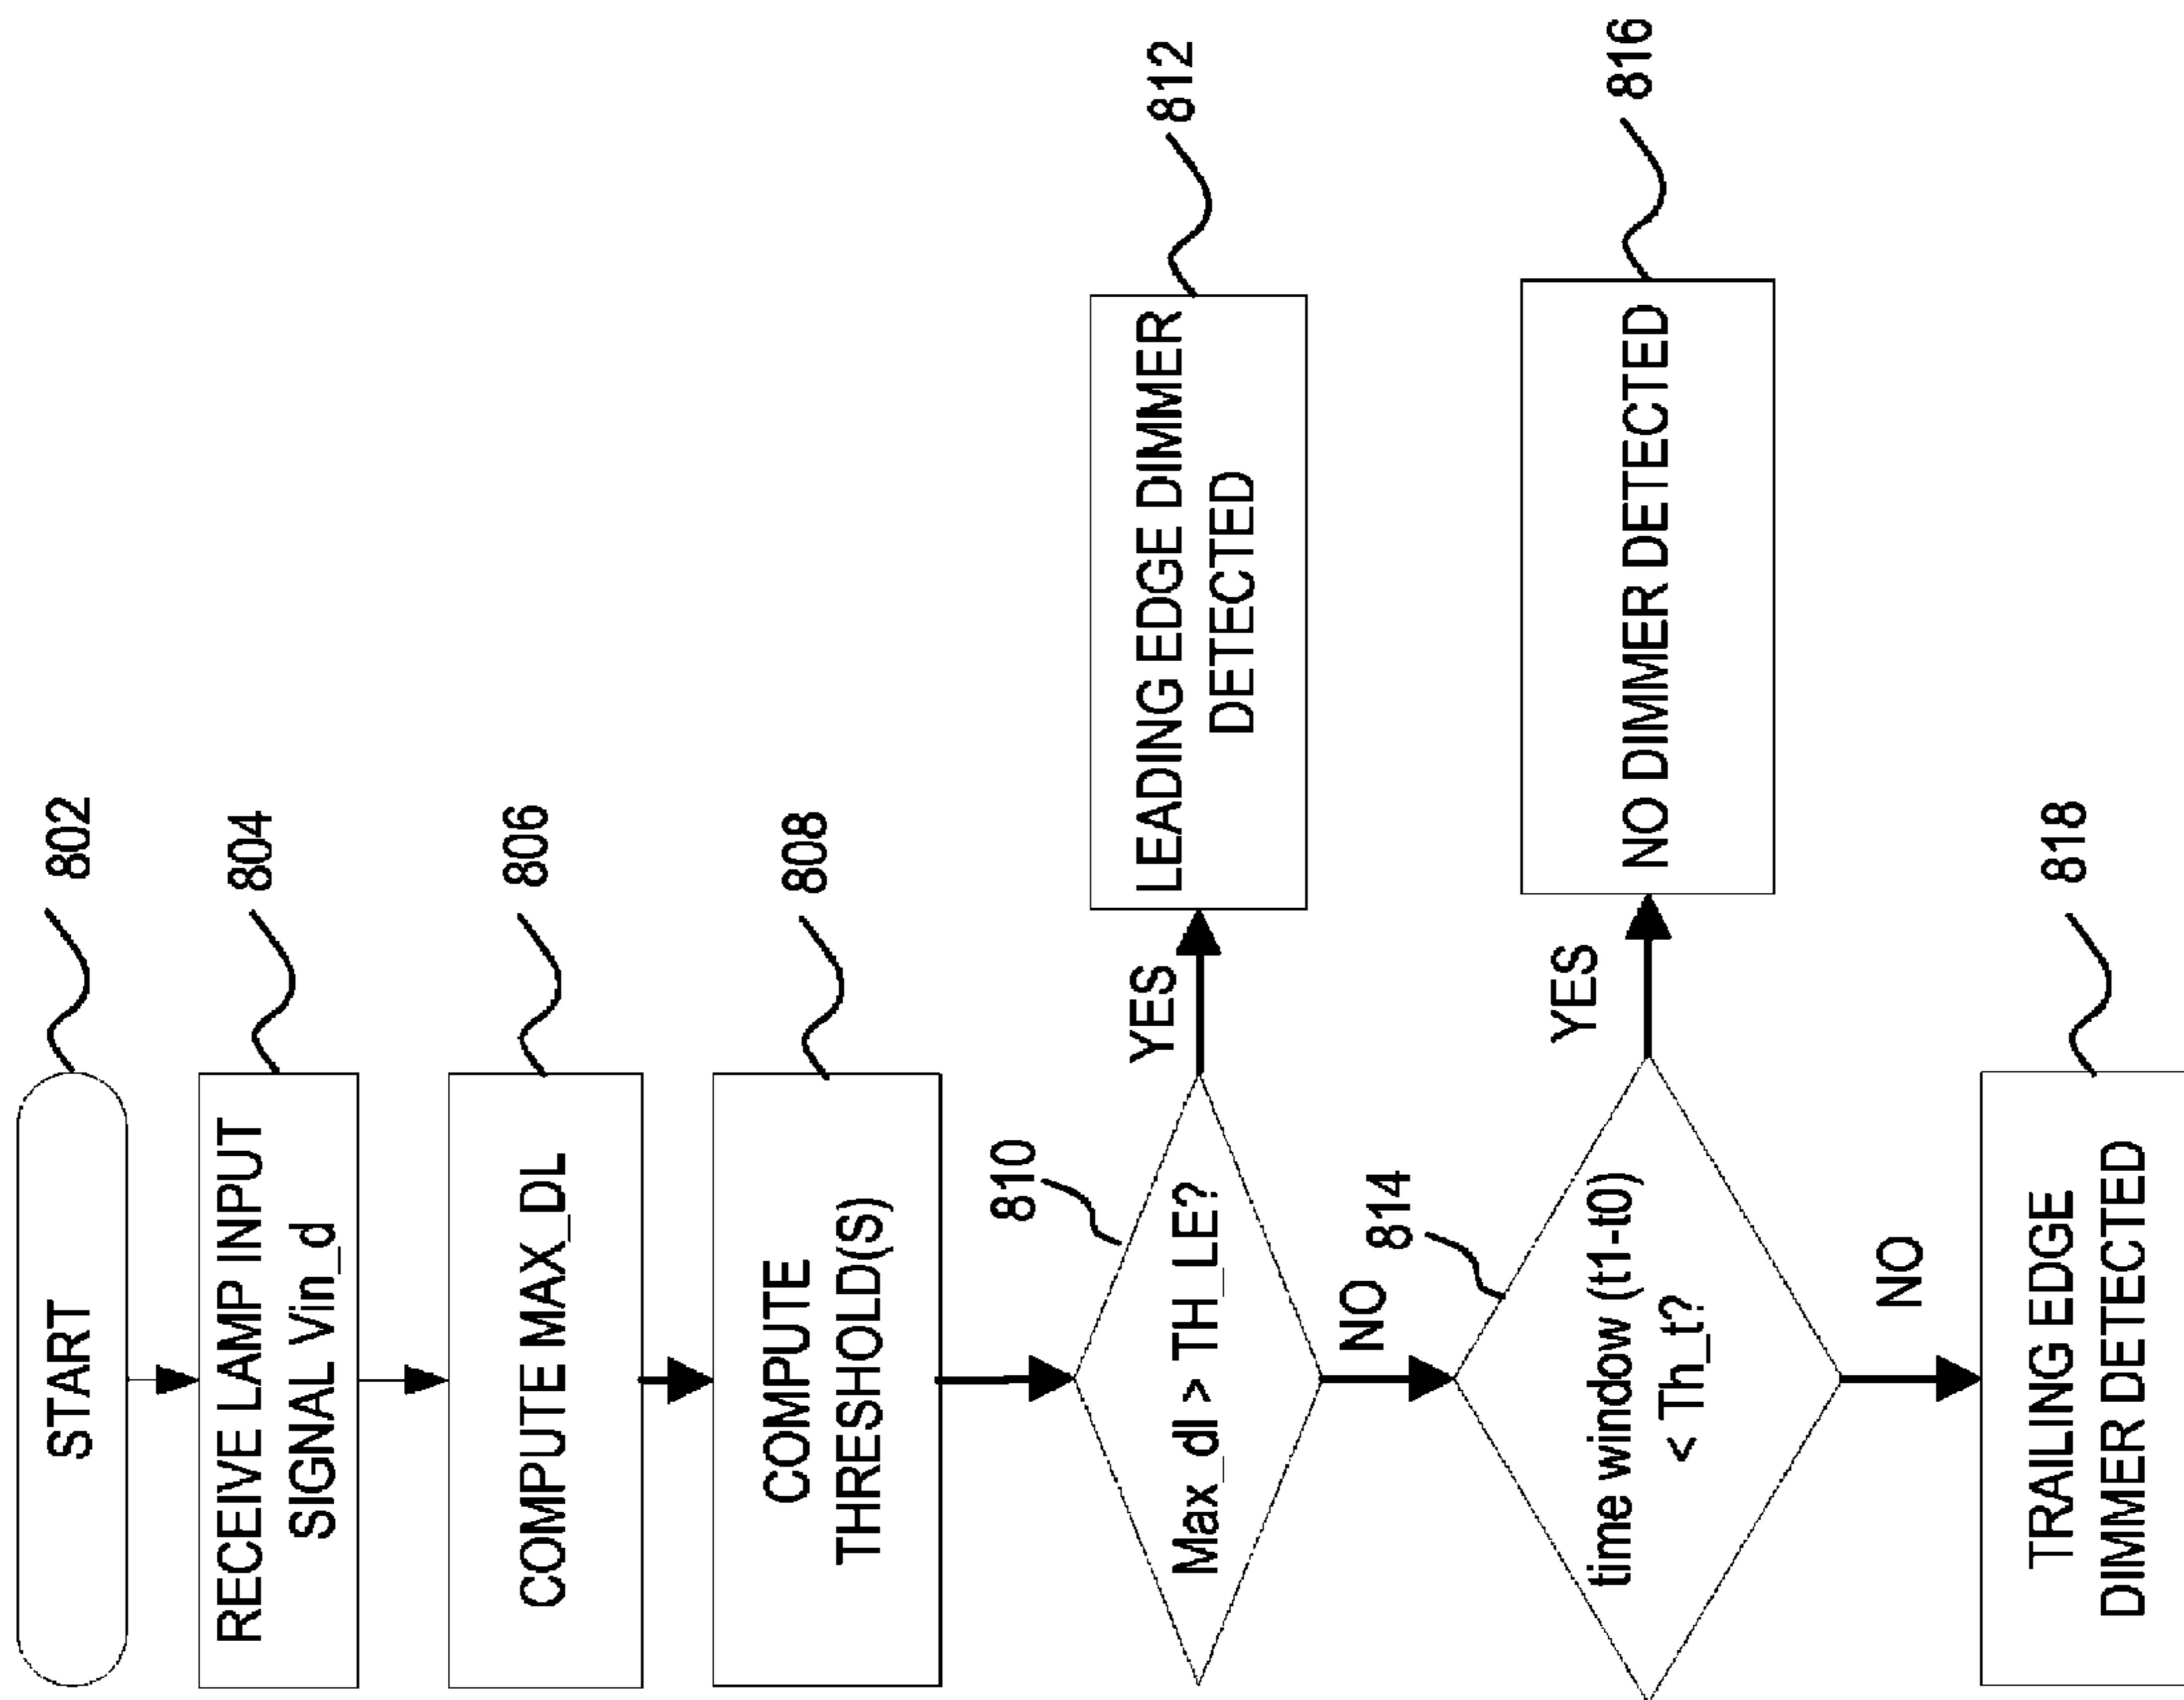 START
802
RECEIVE LAMP INPUT
SIGNAL Vin_d
804
COMPUTE MAX_DL
806
COMPUTE
THRESHOLD(S)
808
810
Max_dl > TH_LE?
YES
LEADING EDGE DIMMER
DETECTED
812
NO
814
time window (t1-t0)
< Th_t?
YES
NO DIMMER DETECTED
816
NO
TRAILING EDGE
DIMMER DETECTED
818